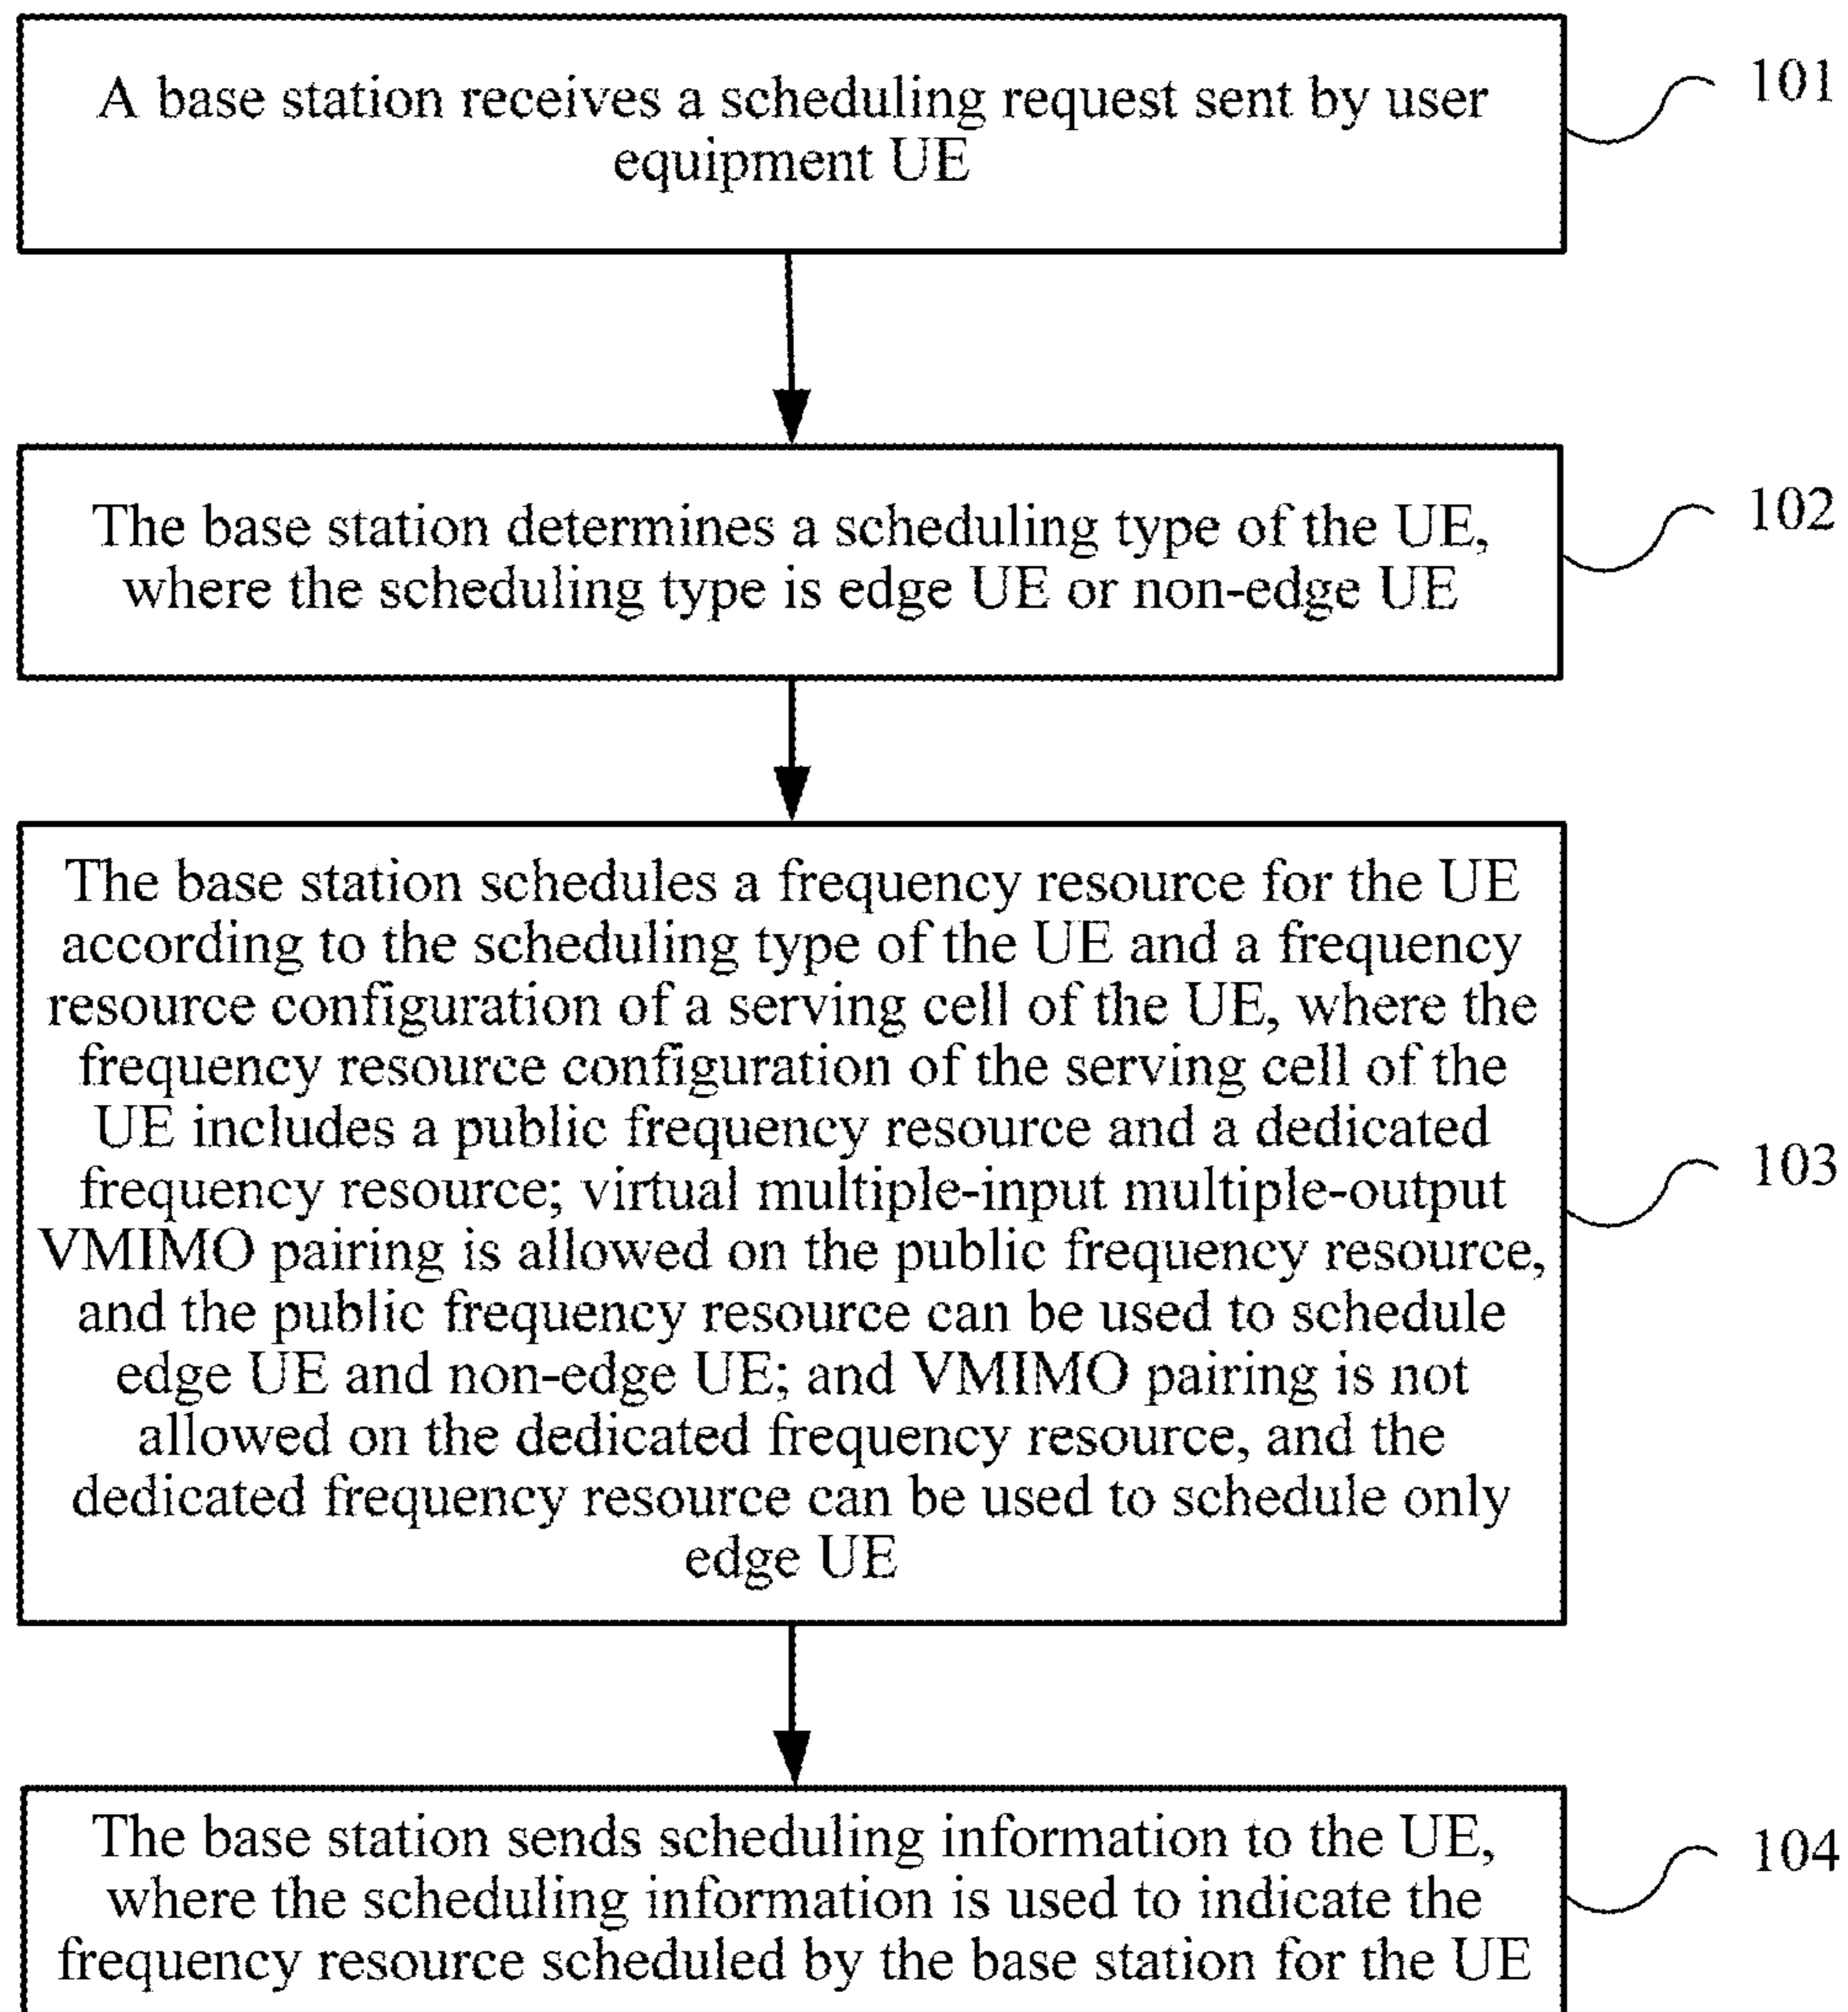 A base station receives a scheduling request sent by user
equipment UE
101
The base station determines a scheduling type of the UE,
where the scheduling type is edge UE or non-edge UE
102
The base station schedules a frequency resource for the UE
according to the scheduling type of the UE and a frequency
resource configuration of a serving cell of the UE, where the
frequency resource configuration of the serving cell of the
UE includes a public frequency resource and a dedicated
frequency resource; virtual multiple-input multiple-output
VMIMO pairing is allowed on the public frequency resource,
and the public frequency resource can be used to schedule
edge UE and non-edge UE; and VMIMO pairing is not
allowed on the dedicated frequency resource, and the
dedicated frequency resource can be used to schedule only
edge UE
103
The base station sends scheduling information to the UE,
where the scheduling information is used to indicate the
frequency resource scheduled by the base station for the UE
104